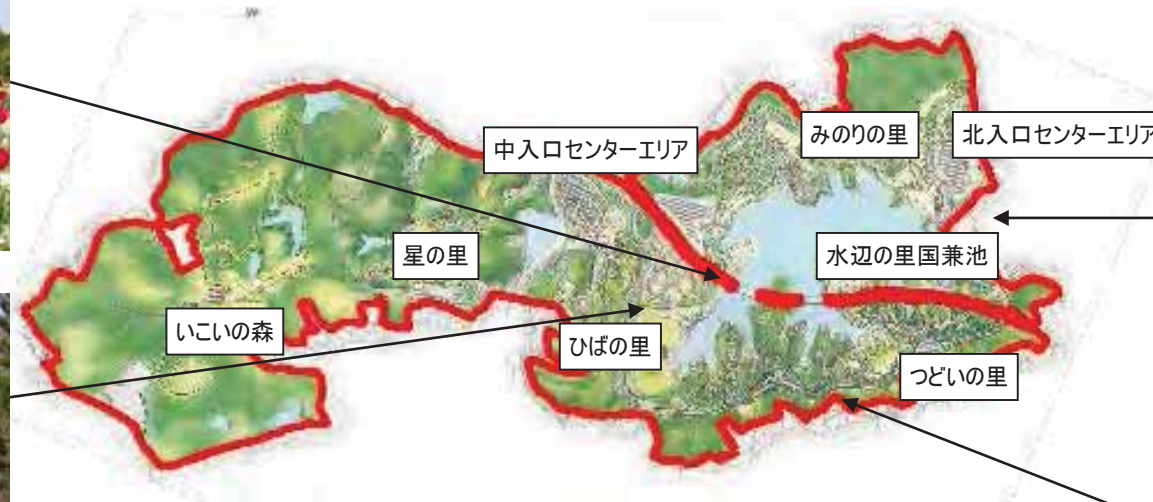 みのりの里
北入口センターエリア
中入口センターエリア
星の里
水辺の里国兼池
いこいの森
ひばの里
つどいの里